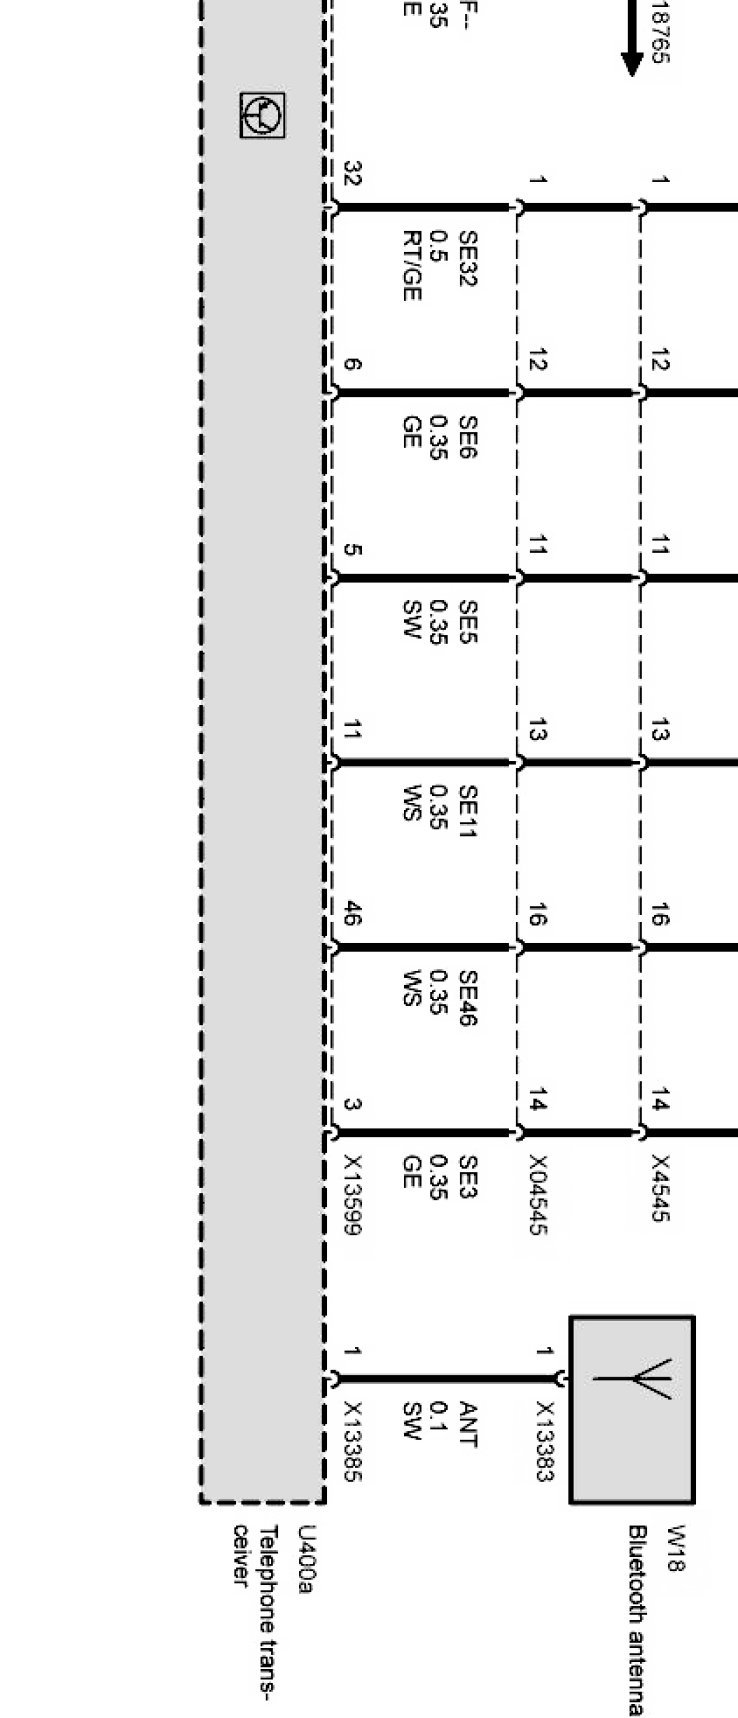 18765
1 12 11 13 16 14 X4545
W18
Bluetooth antenna
1 12 11 13 16 14 X04545
1 X13383
F--
35
E
SE32
0.5
RT/GE
SE6
0.35
GE
SE5
0.35
SW
SE11
0.35
WS
SE46
0.35
WS
SE3
0.35
GE
ANT
0.1
SW
32 6 5 11 46 3 X13599
1 X13385
U400a
Telephone trans-
ceiver